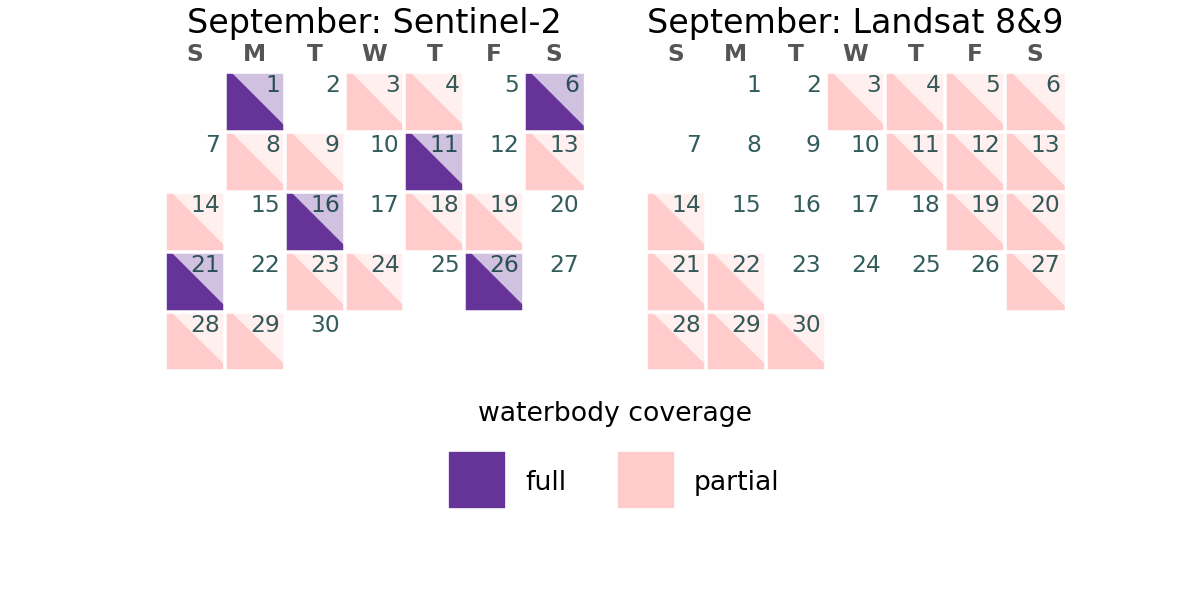 September: Sentinel-2
S M T W T F S
1 2 3 4 5 6
7 8 9 10 11 12 13
14 15 16 17 18 19 20
21 22 23 24 25 26 27
28 29 30
September: Landsat 8&9
S M T W T F S
1 2 3 4 5 6
7 8 9 10 11 12 13
14 15 16 17 18 19 20
21 22 23 24 25 26 27
28 29 30
waterbody coverage
full partial